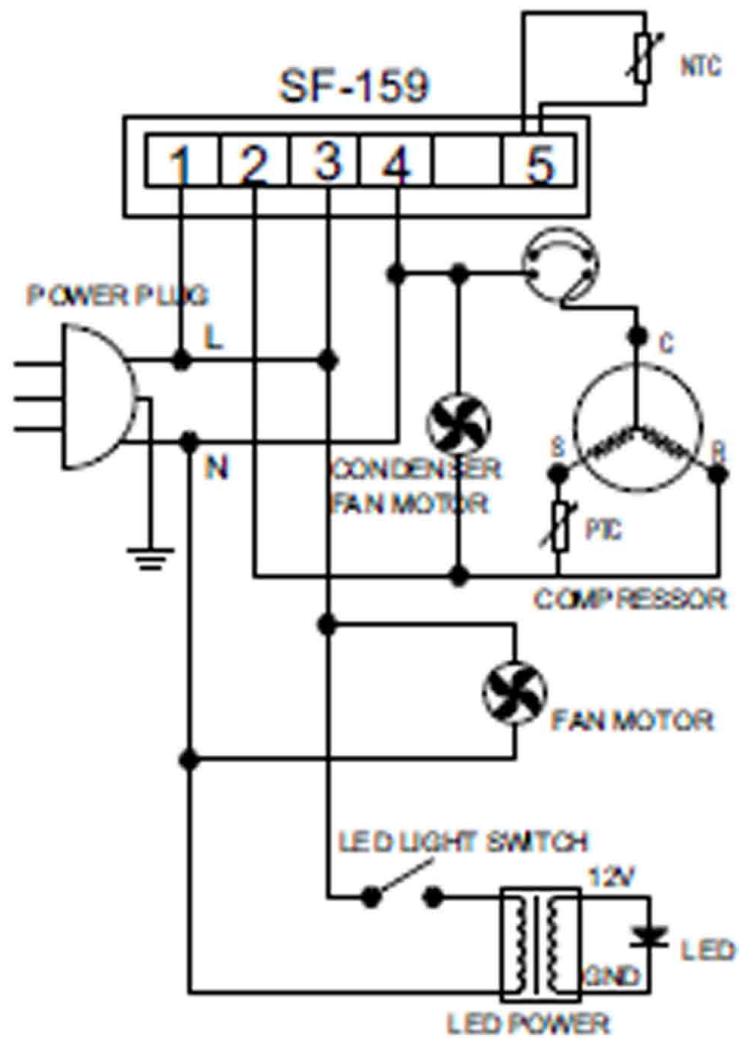 SF-159
NTC
1 2 3 4 5
POWER PLUG
L
C
N
CONDENSER
FAN MOTOR
S
R
PTC
COMPRESSOR
FAN MOTOR
LED LIGHT SWITCH
12V
LED
GND
LED POWER